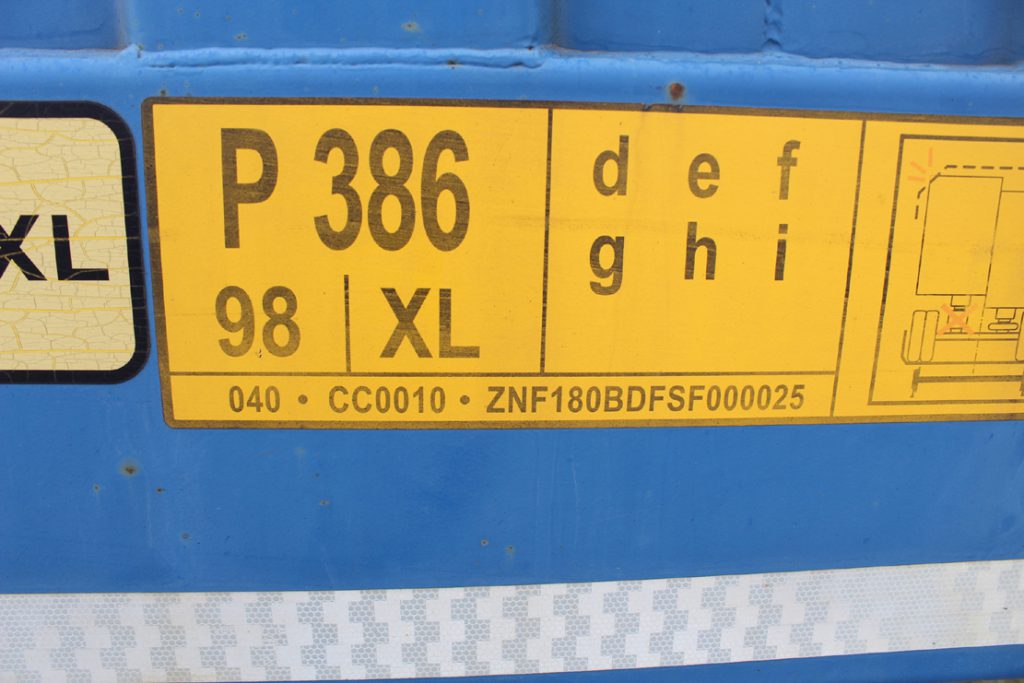 XL
P 386
98 XL
d e f
g h i
040 • CC0010 • ZNF180BDFSF000025